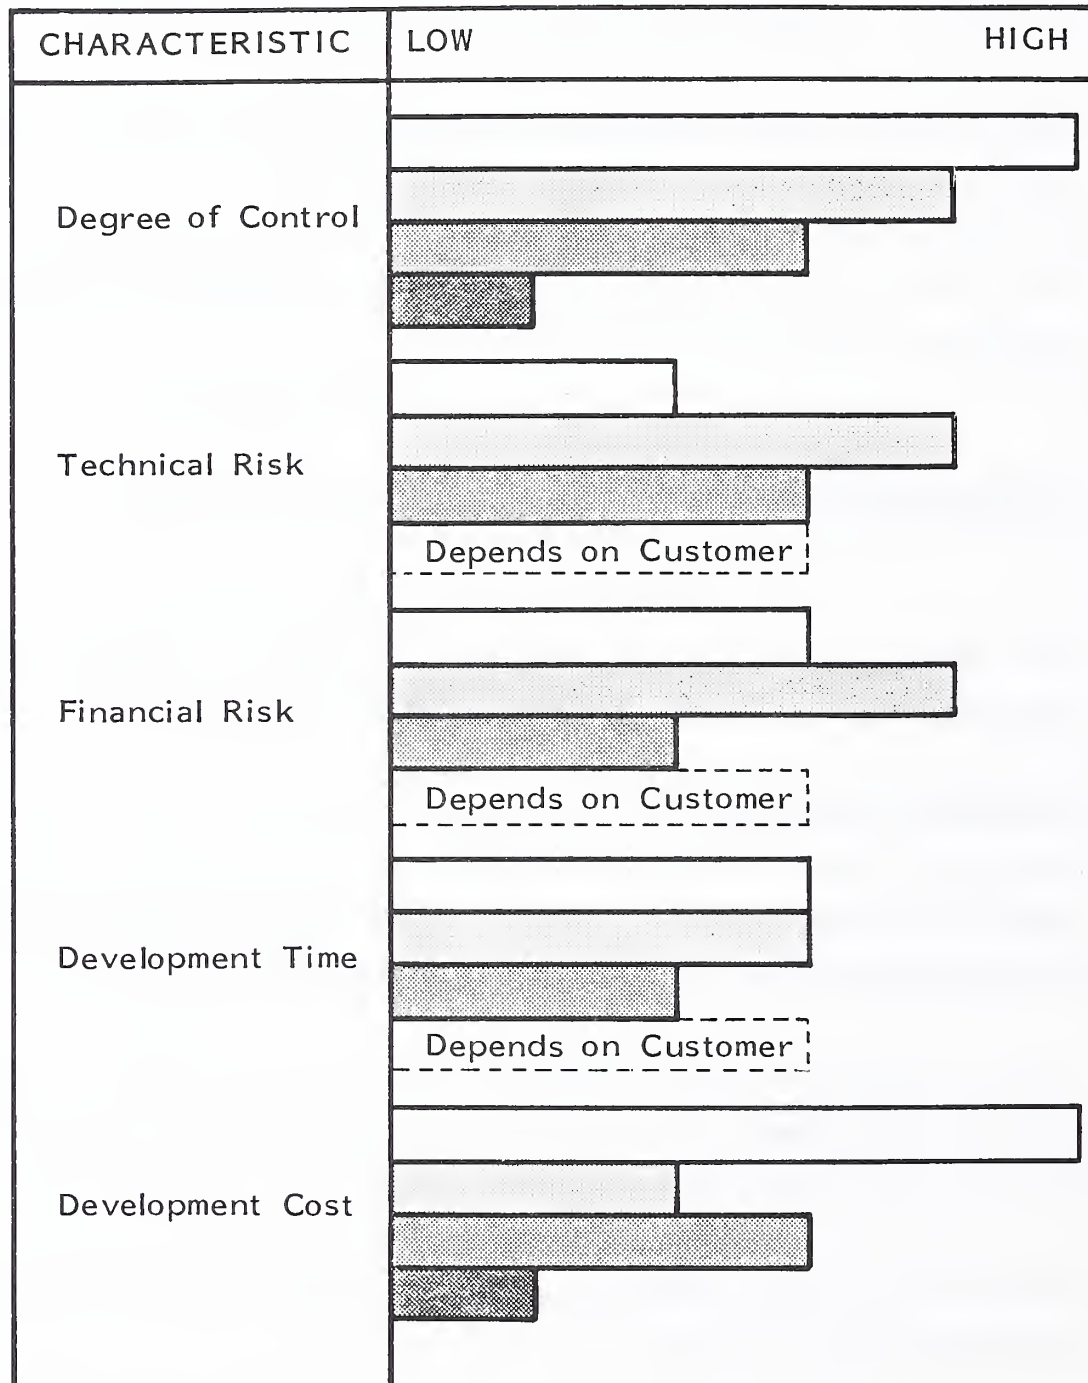 CHARACTERISTIC LOW HIGH
Degree of Control
Technical Risk
Depends on Customer
Financial Risk
Depends on Customer
Development Time
Depends on Customer
Development Cost